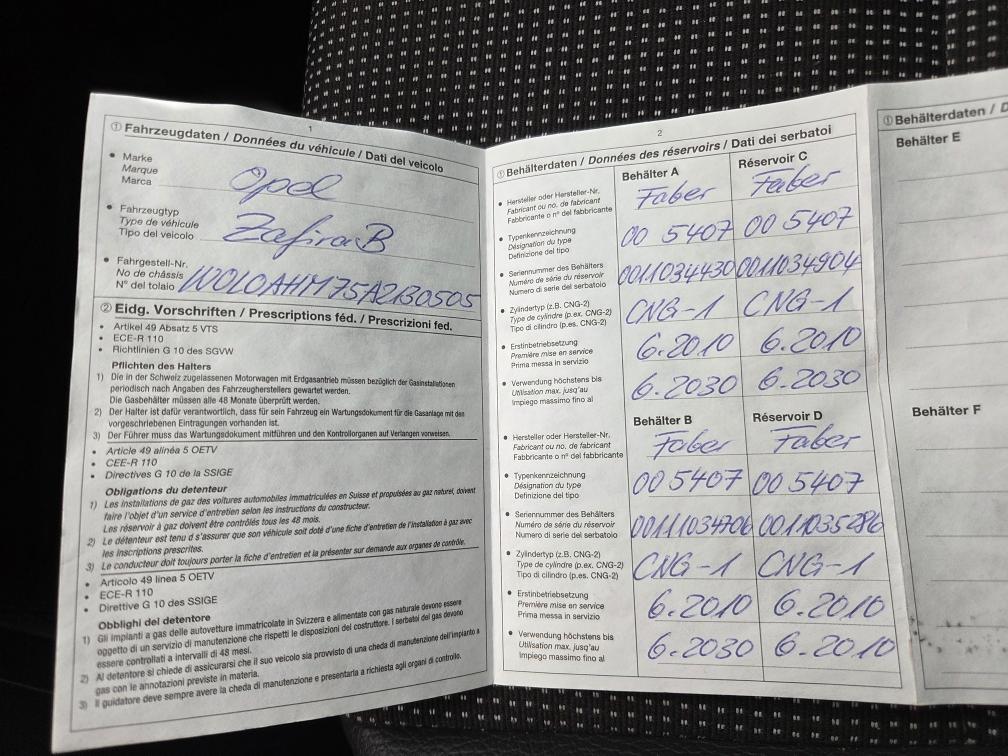 1
① Fahrzeugdaten / Données du véhicule / Dati del veicolo
• Marke
Marque
Marca Opel
• Fahrzeugtyp
Type de véhicule
Tipo del veicolo Zafira B
• Fahrgestell-Nr.
No de châssis
N° del tolaio W0L0AHM75A2B0505
② Eidg. Vorschriften / Prescriptions féd. / Prescrizioni fed.
• Artikel 49 Absatz 5 VTS
• ECE-R 110
• Richtlinien G 10 des SGVW
Pflichten des Halters
1) Die in der Schweiz zugelassenen Motorwagen mit Erdgasantrieb müssen bezüglich der Gasinstallationen
periodisch nach Angaben des Fahrzeugherstellers gewartet werden.
Die Gasbehälter müssen alle 48 Monate überprüft werden.
2) Der Halter ist dafür verantwortlich, dass für sein Fahrzeug ein Wartungsdokument für die Gasanlage mit den
vorgeschriebenen Eintragungen vorhanden ist.
3) Der Führer muss das Wartungsdokument mitführen und den Kontrollorganen auf Verlangen vorweisen.
• Article 49 alinéa 5 OETV
• CEE-R 110
• Directives G 10 de la SSIGE
Obligations du detenteur
1) Les installations de gaz des voitures automobiles immatriculées en Suisse et propulsées au gaz naturel, doivent
faire l'objet d'un service d'entretien selon les instructions du constructeur.
Les réservoir à gaz doivent être contrôlés tous les 48 mois.
2) Le détenteur est tenu d s'assurer que son véhicule soit doté d'une fiche d'entretien de l'installation à gaz avec
les inscriptions prescrites.
3) Le conducteur doit toujours porter la fiche d'entretien et la présenter sur demande aux organes de contrôle.
• Articolo 49 linea 5 OETV
• ECE-R 110
• Direttive G 10 des SSIGE
Obblighi del detentore
1) Gli impianti a gas delle autovetture immatricolate in Svizzera e alimentate con gas naturale devono essere
oggetto di un servizio di manutenzione che rispetti le disposizioni del costruttore. I serbatoi del gas devono
essere controllati a intervalli di 48 mesi.
2) Al detentore si chiede di assicurarsi che il suo veicolo sia provvisto di una cheda di manutenzione dell'impianto a
gas con le annotazioni previste in materia.
3) Il guidatore deve sempre avere la cheda di manutenzione e presentaria a richiesta agli organi di controllo.
2
① Behälterdaten / Données des réservoirs / Dati dei serbatoi
Behälter A Réservoir C
• Hersteller oder Hersteller-Nr.
Fabricant ou no. de fabricant
Fabbricante o n° del fabbricante Faber Faber
• Typenkennzeichnung
Désignation du type
Definizione del tipo 00 5407 00 5407
• Seriennummer des Behälters
Numéro de série du réservoir
Numero di serie del serbatoio 0011034430 0011034904
• Zylindertyp (z.B. CNG-2)
Type de cylindre (p.ex. CNG-2)
Tipo di cilindro (p.es. CNG-2) CNG-1 CNG-1
• Erstinbetriebsetzung
Première mise en service
Prima messa in servizio 6.2010 6.2010
• Verwendung höchstens bis
Utilisation max. jusq'au
Impiego massimo fino al 6.2030 6.2030
Behälter B Réservoir D
• Hersteller oder Hersteller-Nr.
Fabricant ou no. de fabricant
Fabbricante o n° del fabbricante Faber Faber
• Typenkennzeichnung
Désignation du type
Definizione del tipo 00 5407 00 5407
• Seriennummer des Behälters
Numéro de série du réservoir
Numero di serie del serbatoio 00111034706 0011035286
• Zylindertyp (z.B. CNG-2)
Type de cylindre (p.ex. CNG-2)
Tipo di cilindro (p.es. CNG-2) CNG-1 CNG-1
• Erstinbetriebsetzung
Première mise en service
Prima messa in servizio 6.2010 6.2010
• Verwendung höchstens bis
Utilisation max. jusqu'au
Impiego massimo fino al 6.2030 6.2010
① Behälterdaten / D
Behälter E
Behälter F